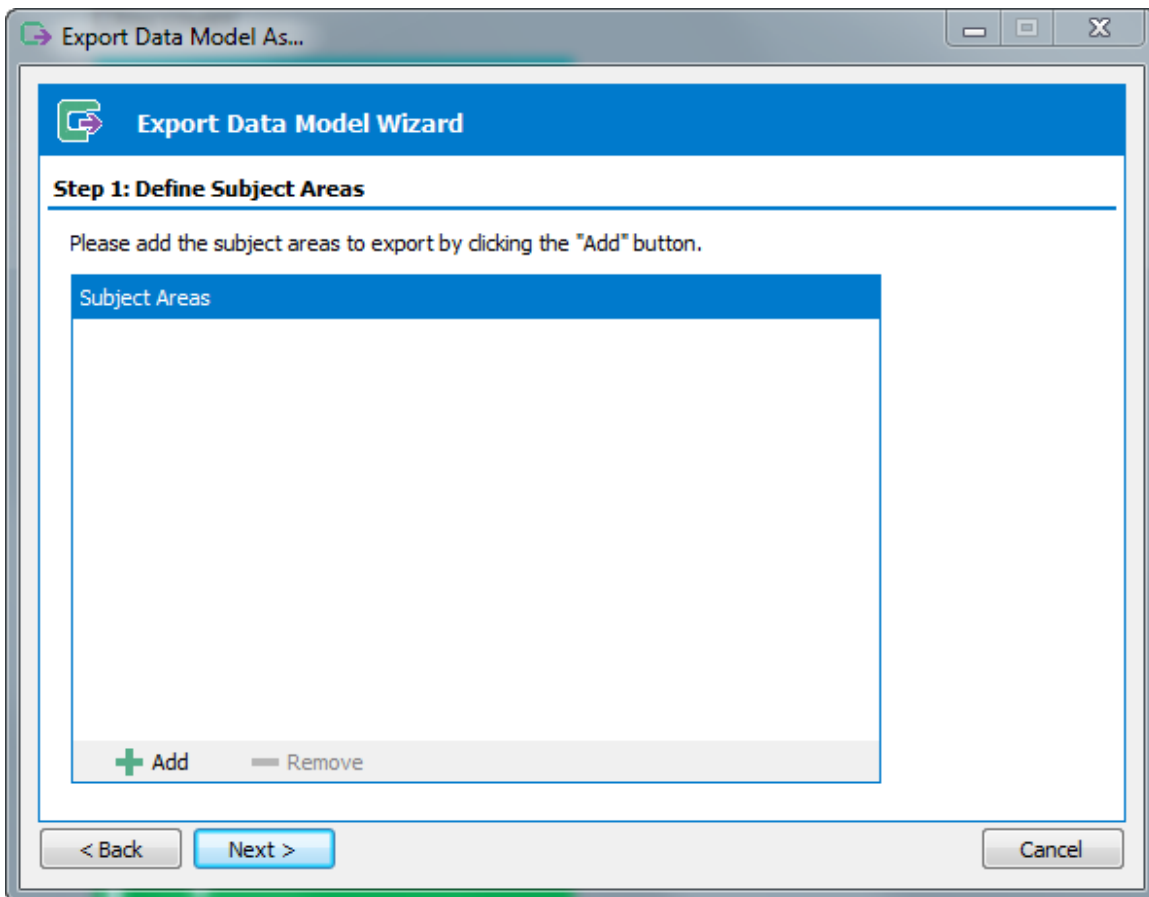 Export Data Model As...
Export Data Model Wizard
Step 1: Define Subject Areas
Please add the subject areas to export by clicking the "Add" button.
Subject Areas
Add Remove
< Back Next > Cancel